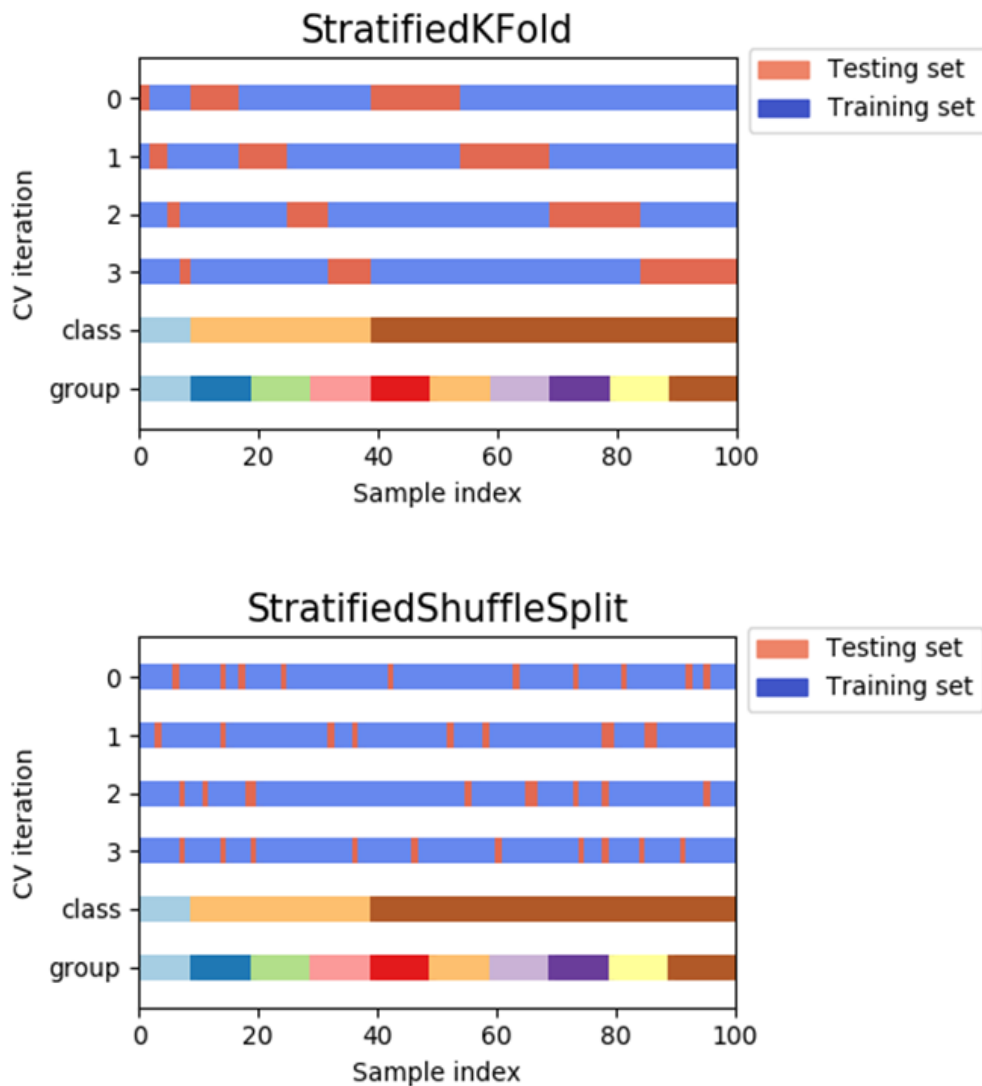 StratifiedKFold
Testing set
Training set
CV iteration
0
1
2
3
class
group
0 20 40 60 80 100
Sample index
StratifiedShuffleSplit
Testing set
Training set
CV iteration
0
1
2
3
class
group
0 20 40 60 80 100
Sample index